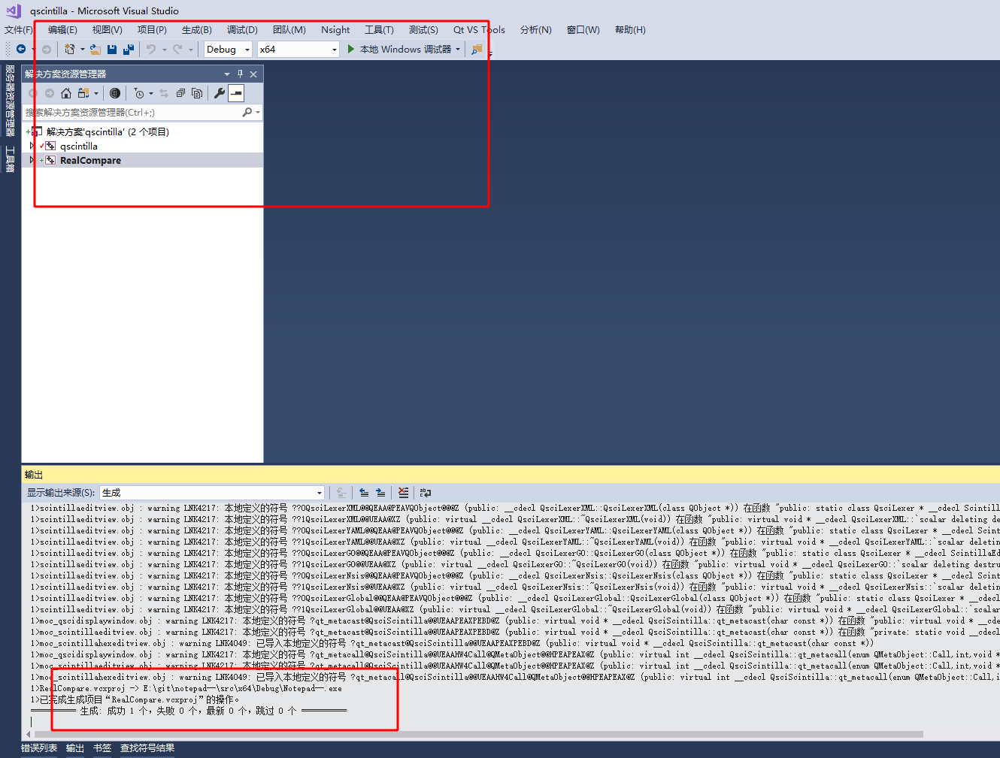 qscintilla - Microsoft Visual Studio
文件(F) 编辑(E) 视图(V) 项目(P) 生成(B) 调试(D) 团队(M) Nsight 工具(T) 测试(S) Qt VS Tools 分析(N) 窗口(W) 帮助(H)
Debug x64 本地 Windows 调试器
服务器资源管理器
工具箱
解决方案资源管理器
搜索解决方案资源管理器(Ctrl+;)
解决方案'qscintilla' (2 个项目)
qscintilla
RealCompare
输出
显示输出来源(S): 生成
1>scintillaeditview.obj : warning LNK4217: 本地定义的符号 ??0QsciLexerXML@@QEAA@PEAVQObject@@@Z (public: __cdecl QsciLexerXML::QsciLexerXML(class QObject *)) 在函数 "public: static class QsciLexer * __cdecl Scintill
1>scintillaeditview.obj : warning LNK4217: 本地定义的符号 ??1QsciLexerXML@@UEAA@XZ (public: virtual __cdecl QsciLexerXML::~QsciLexerXML(void)) 在函数 "public: virtual void * __cdecl QsciLexerXML::`scalar deleting de
1>scintillaeditview.obj : warning LNK4217: 本地定义的符号 ??0QsciLexerYAML@@QEAA@PEAVQObject@@@Z (public: __cdecl QsciLexerYAML::QsciLexerYAML(class QObject *)) 在函数 "public: static class QsciLexer * __cdecl Scint
1>scintillaeditview.obj : warning LNK4217: 本地定义的符号 ??1QsciLexerYAML@@UEAA@XZ (public: virtual __cdecl QsciLexerYAML::~QsciLexerYAML(void)) 在函数 "public: virtual void * __cdecl QsciLexerYAML::`scalar deletin
1>scintillaeditview.obj : warning LNK4217: 本地定义的符号 ??0QsciLexerGO@@QEAA@PEAVQObject@@@Z (public: __cdecl QsciLexerGO::QsciLexerGO(class QObject *)) 在函数 "public: static class QsciLexer * __cdecl ScintillaEd
1>scintillaeditview.obj : warning LNK4217: 本地定义的符号 ??1QsciLexerGO@@UEAA@XZ (public: virtual __cdecl QsciLexerGO::~QsciLexerGO(void)) 在函数 "public: virtual void * __cdecl QsciLexerGO::`scalar deleting destru
1>scintillaeditview.obj : warning LNK4217: 本地定义的符号 ??0QsciLexerNsis@@QEAA@PEAVQObject@@@Z (public: __cdecl QsciLexerNsis::QsciLexerNsis(class QObject *)) 在函数 "public: static class QsciLexer * __cdecl Scint
1>scintillaeditview.obj : warning LNK4217: 本地定义的符号 ??1QsciLexerNsis@@UEAA@XZ (public: virtual __cdecl QsciLexerNsis::~QsciLexerNsis(void)) 在函数 "public: virtual void * __cdecl QsciLexerNsis::`scalar deletin
1>scintillaeditview.obj : warning LNK4217: 本地定义的符号 ??0QsciLexerGlobal@@QEAA@PEAVQObject@@@Z (public: __cdecl QsciLexerGlobal::QsciLexerGlobal(class QObject *)) 在函数 "public: static class QsciLexer * __cdecl
1>scintillaeditview.obj : warning LNK4217: 本地定义的符号 ??1QsciLexerGlobal@@UEAA@XZ (public: virtual __cdecl QsciLexerGlobal::~QsciLexerGlobal(void)) 在函数 "public: virtual void * __cdecl QsciLexerGlobal::`scalar
1>moc_qscidisplaywindow.obj : warning LNK4217: 本地定义的符号 ?qt_metacast@QsciScintilla@@UEAAPEAXPEBD@Z (public: virtual void * __cdecl QsciScintilla::qt_metacast(char const *)) 在函数 "public: virtual void * __cde
1>moc_scintillaeditview.obj : warning LNK4217: 本地定义的符号 ?qt_metacast@QsciScintilla@@UEAAPEAXPEBD@Z (public: virtual void * __cdecl QsciScintilla::qt_metacast(char const *)) 在函数 "private: static void __cdecl
1>moc_scintillahexeditview.obj : warning LNK4049: 已导入本地定义的符号 ?qt_metacast@QsciScintilla@@UEAAPEAXPEBD@Z (public: virtual void * __cdecl QsciScintilla::qt_metacast(char const *))
1>moc_qscidisplaywindow.obj : warning LNK4217: 本地定义的符号 ?qt_metacall@QsciScintilla@@UEAAHW4Call@QMetaObject@@HPEAPEAX@Z (public: virtual int __cdecl QsciScintilla::qt_metacall(enum QMetaObject::Call,int,void *
1>moc_scintillaeditview.obj : warning LNK4217: 本地定义的符号 ?qt_metacall@QsciScintilla@@UEAAHW4Call@QMetaObject@@HPEAPEAX@Z (public: virtual int __cdecl QsciScintilla::qt_metacall(enum QMetaObject::Call,int,void *
1>moc_scintillahexeditview.obj : warning LNK4049: 已导入本地定义的符号 ?qt_metacall@QsciScintilla@@UEAAHW4Call@QMetaObject@@HPEAPEAX@Z (public: virtual int __cdecl QsciScintilla::qt_metacall(enum QMetaObject::Call,i
1>RealCompare.vcxproj -> E:\git\notepad--\src\x64\Debug\Notepad--.exe
1>已完成生成项目“RealCompare.vcxproj”的操作。
========== 生成: 成功 1 个，失败 0 个，最新 0 个，跳过 0 个 ==========
错误列表 输出 书签 查找符号结果